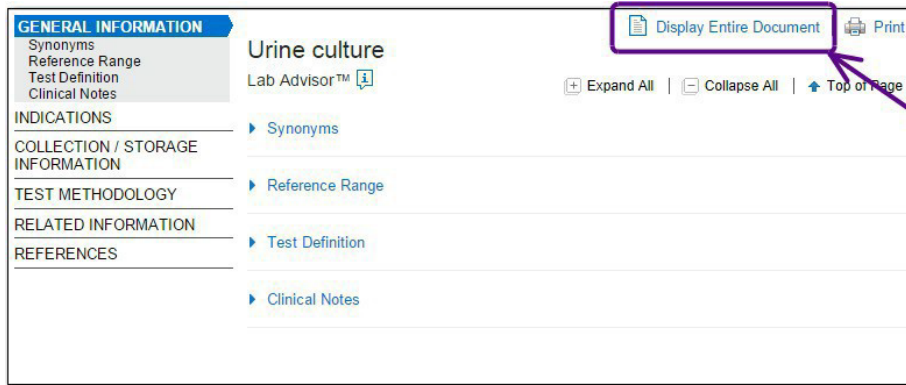 GENERAL INFORMATION
Synonyms
Reference Range
Test Definition
Clinical Notes
INDICATIONS
COLLECTION / STORAGE
INFORMATION
TEST METHODOLOGY
RELATED INFORMATION
REFERENCES
Display Entire Document
Print
Urine culture
Lab Advisor™
Expand All | Collapse All | Top of Page
Synonyms
Reference Range
Test Definition
Clinical Notes